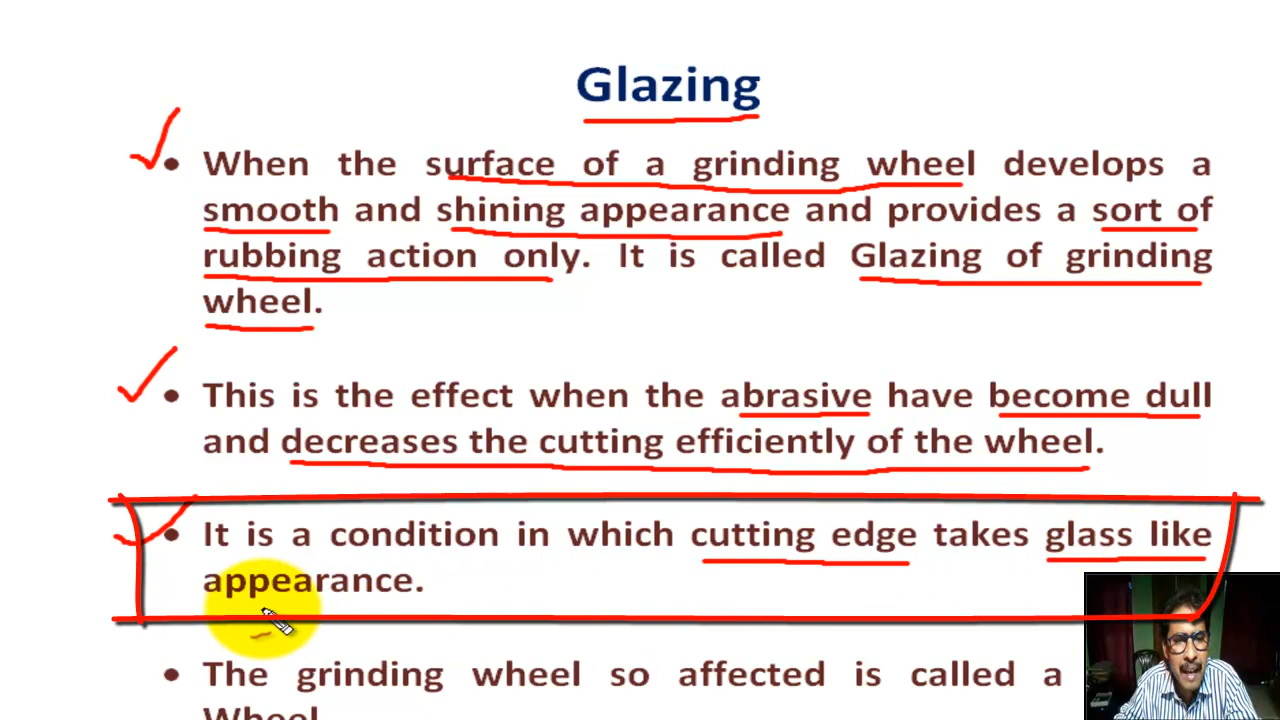 Glazing
• When the surface of a grinding wheel develops a
smooth and shining appearance and provides a sort of
rubbing action only. It is called Glazing of grinding
wheel.
• This is the effect when the abrasive have become dull
and decreases the cutting efficiently of the wheel.
• It is a condition in which cutting edge takes glass like
appearance.
• The grinding wheel so affected is called a
Wheel